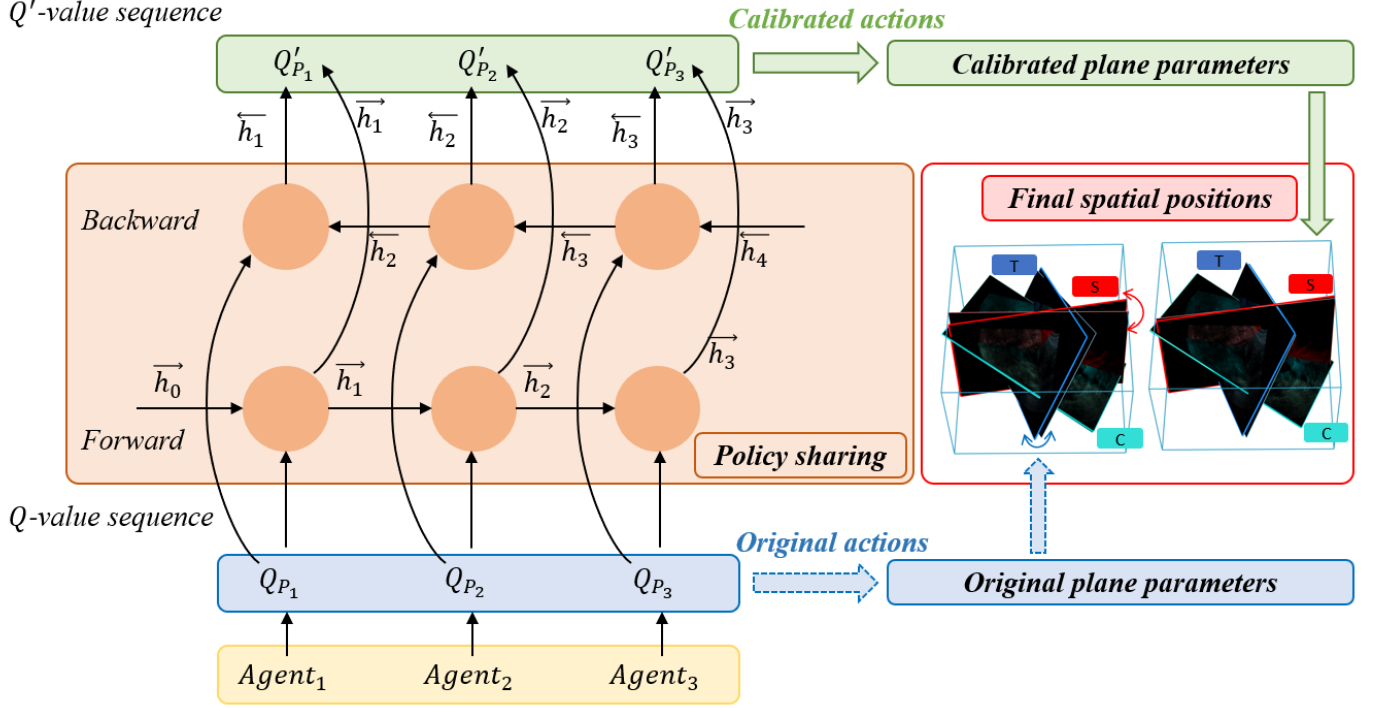 Q′-value sequence
Calibrated actions
Q′P₁ Q′P₂ Q′P₃
Calibrated plane parameters
←h₁ →h₁ ←h₂ →h₂ ←h₃ →h₃
Final spatial positions
Backward
←h₂ ←h₃ ←h₄
T S T S
→h₃
→h₀ →h₁ →h₂
Forward
C C
Policy sharing
Q-value sequence
Original actions
QP₁ QP₂ QP₃
Original plane parameters
Agent₁ Agent₂ Agent₃